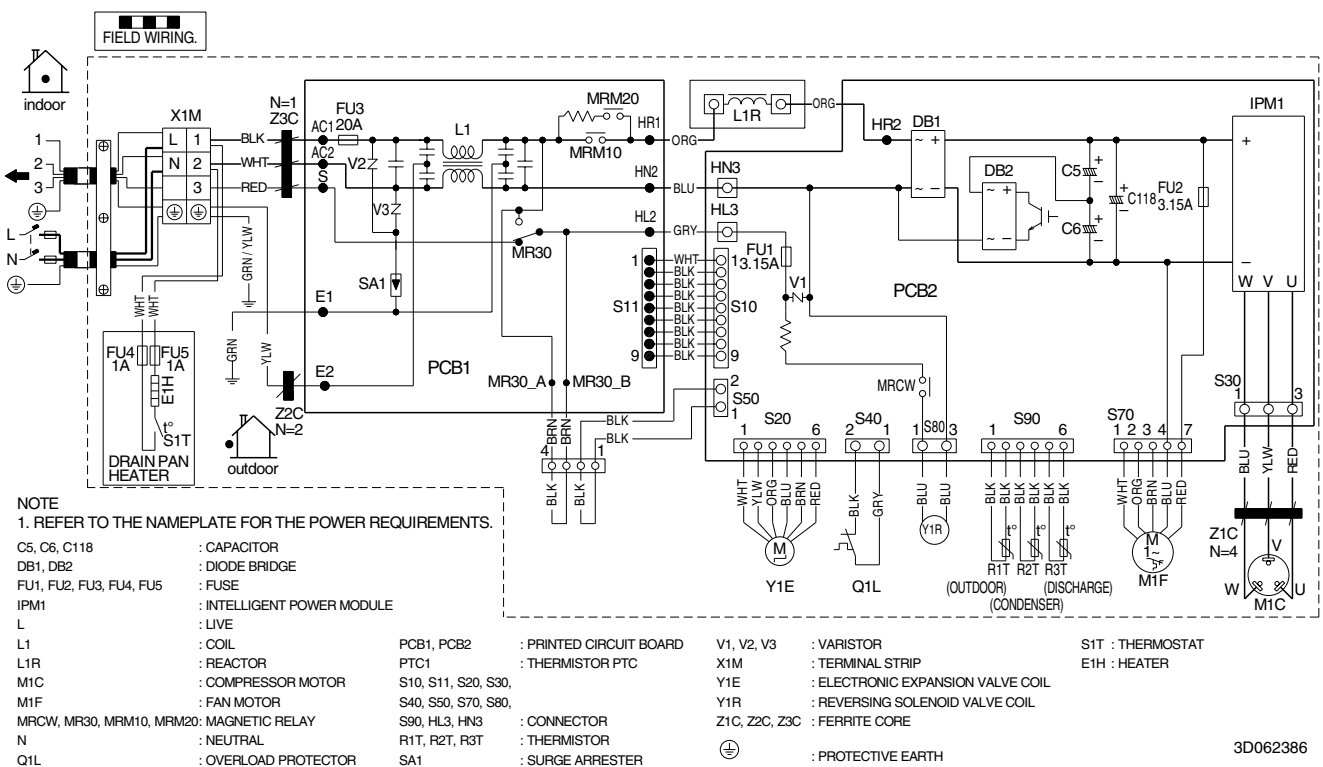 FIELD WIRING.
indoor
1
2
3
L
N
X1M
L 1
N 2
3
N=1
Z3C
BLK
WHT
RED
AC1
AC2
S
FU3
20A
V2
V3
L1
MRM20
MRM10
HR1
ORG
L1R
ORG
HR2
DB1
~ +
~ −
DB2
~ −
C5
+
−
C6
+
−
C118
+
−
FU2
3.15A
IPM1
+
−
W V U
HN2
BLU
HN3
HL2
GRY
HL3
MR30
SA1
FU1
3.15A
V1
PCB2
GRN / YLW
WHT
WHT
GRN
YLW
E1
E2
PCB1
Z2C
N=2
1
S11
9
WHT
BLK
BLK
BLK
BLK
BLK
BLK
BLK
BLK
1
S10
9
MR30_A
MR30_B
2
S50
1
BLK
BLK
BRN
BRN
4
1
BLK
BLK
FU4
1A
FU5
1A
E1H
t°
S1T
DRAIN PAN
HEATER
outdoor
MRCW
S20
1 6
WHT
YLW
ORG
BLU
BRN
RED
M
Y1E
S40
2 1
BLK
GRY
Q1L
S80
1 3
BLU
BLU
Y1R
S90
1 6
BLK
BLK
BLK
BLK
BLK
BLK
t°
t°
t°
R1T R2T R3T
(OUTDOOR) (DISCHARGE)
(CONDENSER)
S70
1 2 3 4 7
WHT
ORG
BRN
BLU
RED
M
1~
M1F
S30
1 3
BLU
YLW
RED
Z1C
N=4
V
W U
M1C
NOTE
1. REFER TO THE NAMEPLATE FOR THE POWER REQUIREMENTS.
C5, C6, C118 : CAPACITOR
DB1, DB2 : DIODE BRIDGE
FU1, FU2, FU3, FU4, FU5 : FUSE
IPM1 : INTELLIGENT POWER MODULE
L : LIVE
L1 : COIL
L1R : REACTOR
M1C : COMPRESSOR MOTOR
M1F : FAN MOTOR
MRCW, MR30, MRM10, MRM20: MAGNETIC RELAY
N : NEUTRAL
Q1L : OVERLOAD PROTECTOR
PCB1, PCB2 : PRINTED CIRCUIT BOARD
PTC1 : THERMISTOR PTC
S10, S11, S20, S30,
S40, S50, S70, S80,
S90, HL3, HN3 : CONNECTOR
R1T, R2T, R3T : THERMISTOR
SA1 : SURGE ARRESTER
V1, V2, V3 : VARISTOR
X1M : TERMINAL STRIP
Y1E : ELECTRONIC EXPANSION VALVE COIL
Y1R : REVERSING SOLENOID VALVE COIL
Z1C, Z2C, Z3C : FERRITE CORE
: PROTECTIVE EARTH
S1T : THERMOSTAT
E1H : HEATER
3D062386